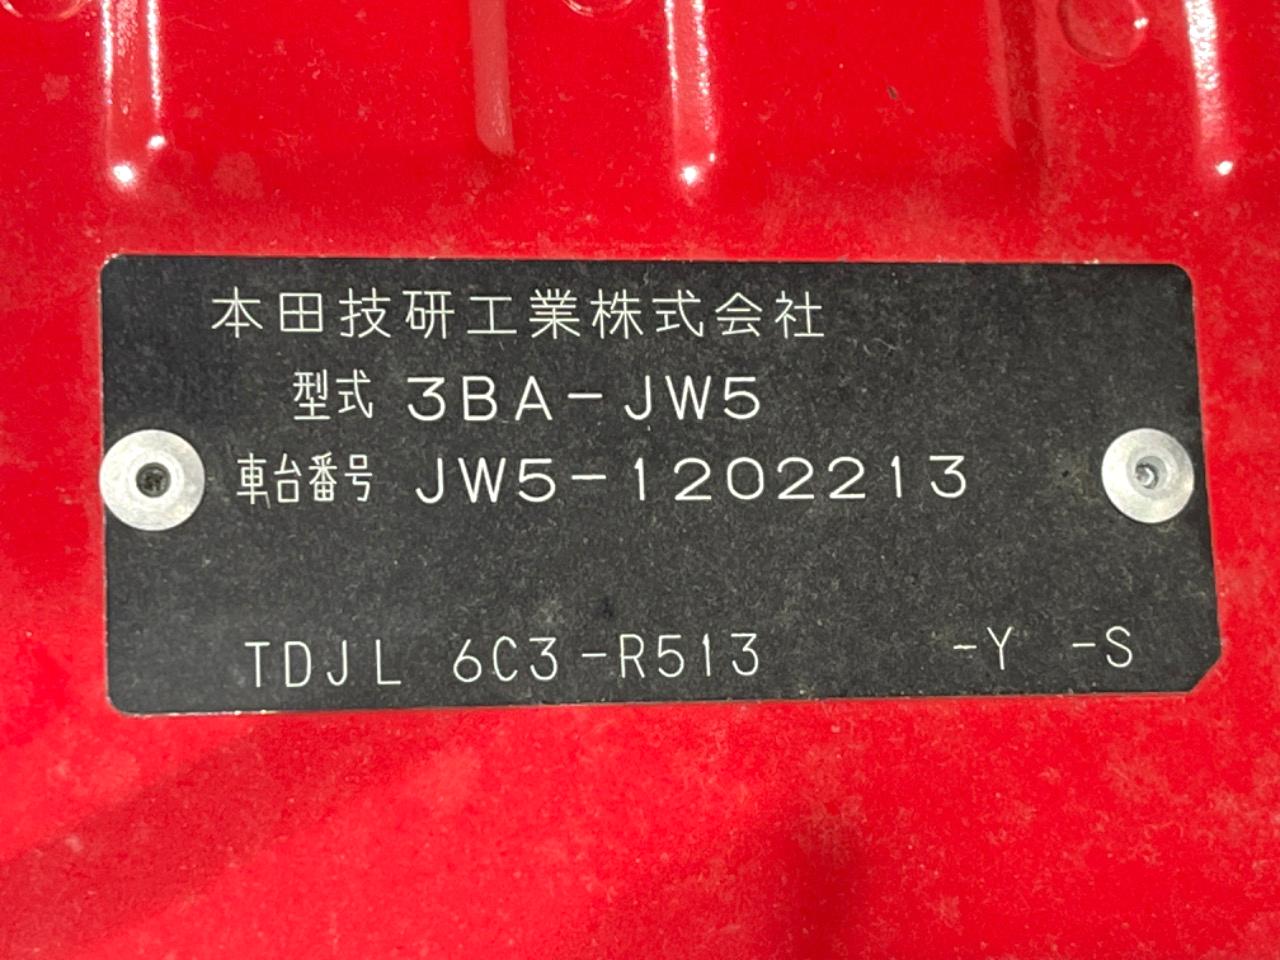 本田技研工業株式会社
型式 3BA-JW5
車台番号 JW5-1202213
TDJL 6C3-R513 -Y -S